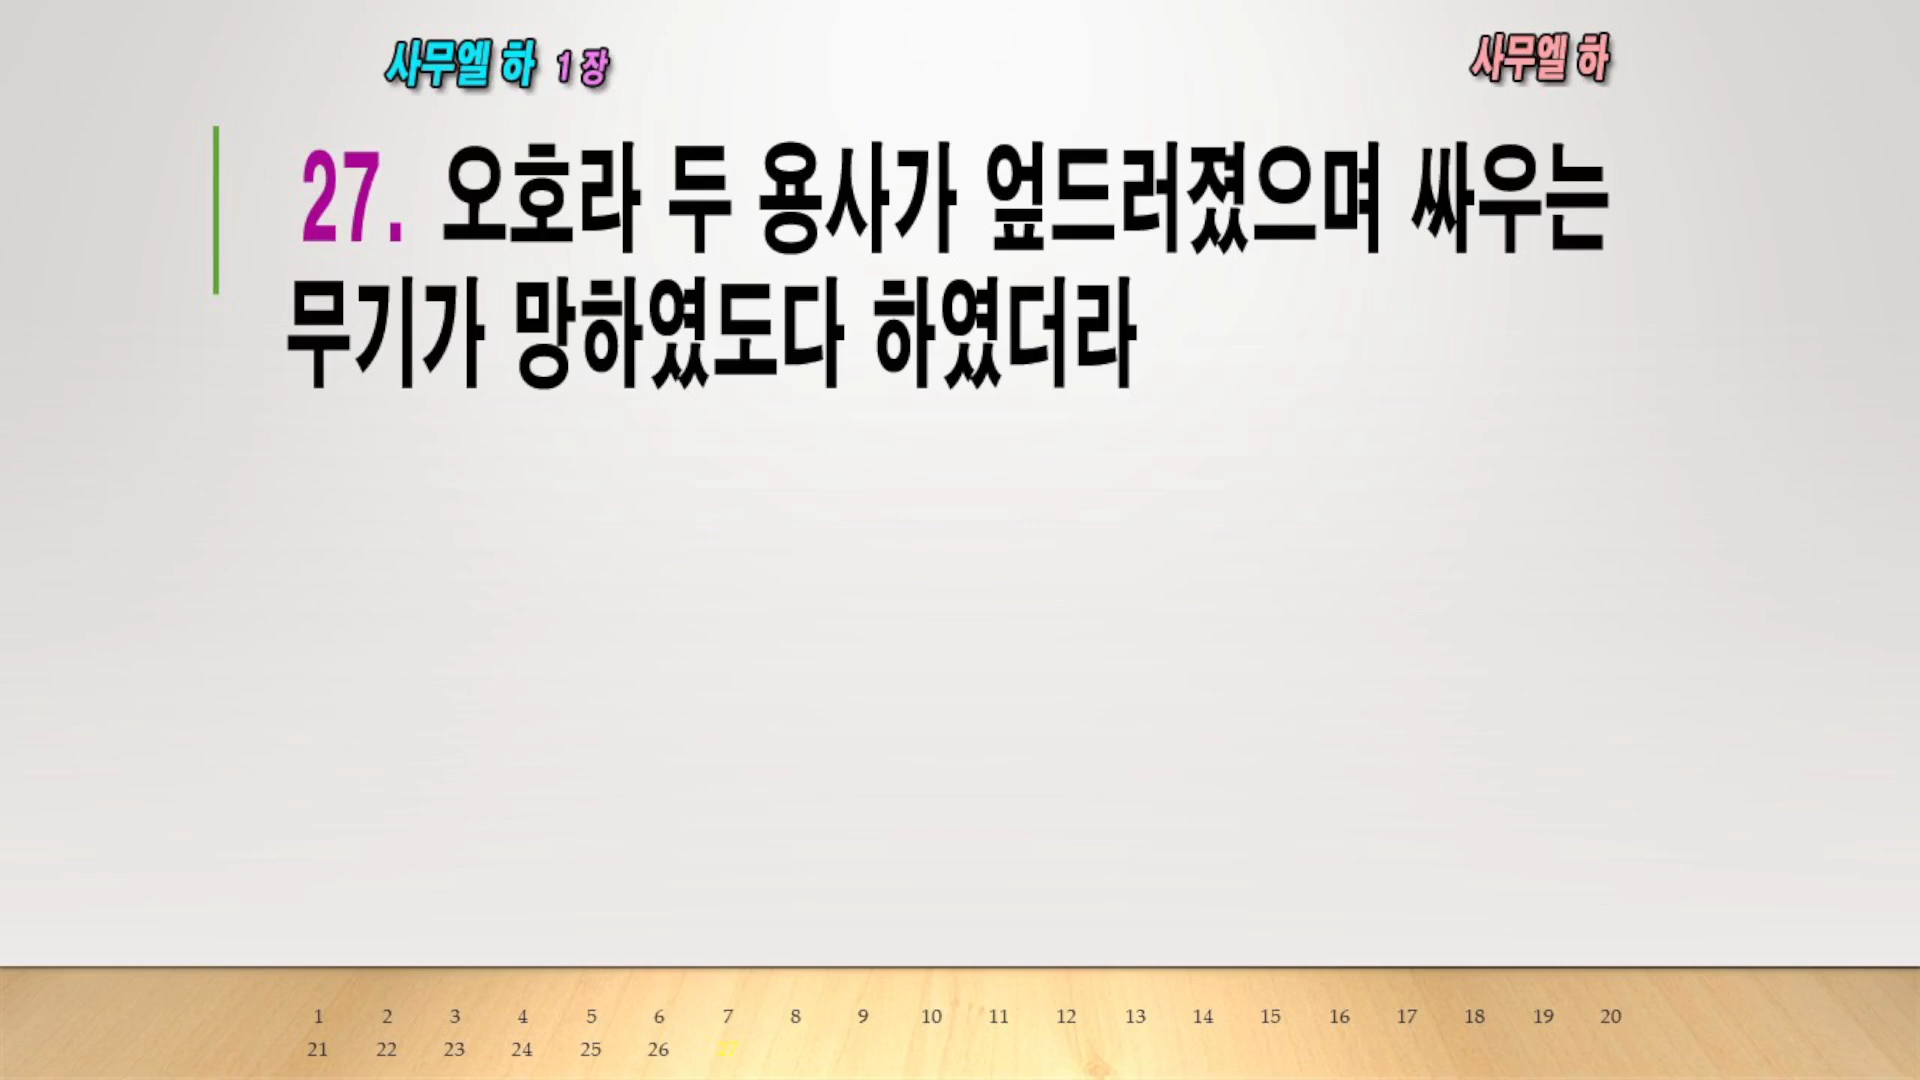 사무엘 하 1 장
사무엘 하
27. 오호라 두 용사가 엎드러졌으며 싸우는
무기가 망하였도다 하였더라
1 2 3 4 5 6 7 8 9 10 11 12 13 14 15 16 17 18 19 20
21 22 23 24 25 26 27